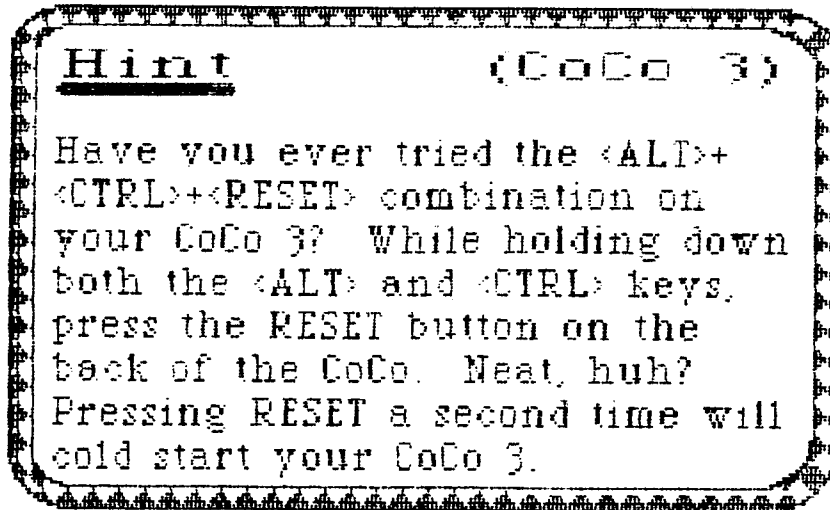 Hint (CoCo 3)
Have you ever tried the <ALT>+
<CTRL>+<RESET> combination on
your CoCo 3? While holding down
both the <ALT> and <CTRL> keys,
press the RESET button on the
back of the CoCo. Neat, huh?
Pressing RESET a second time will
cold start your CoCo 3.